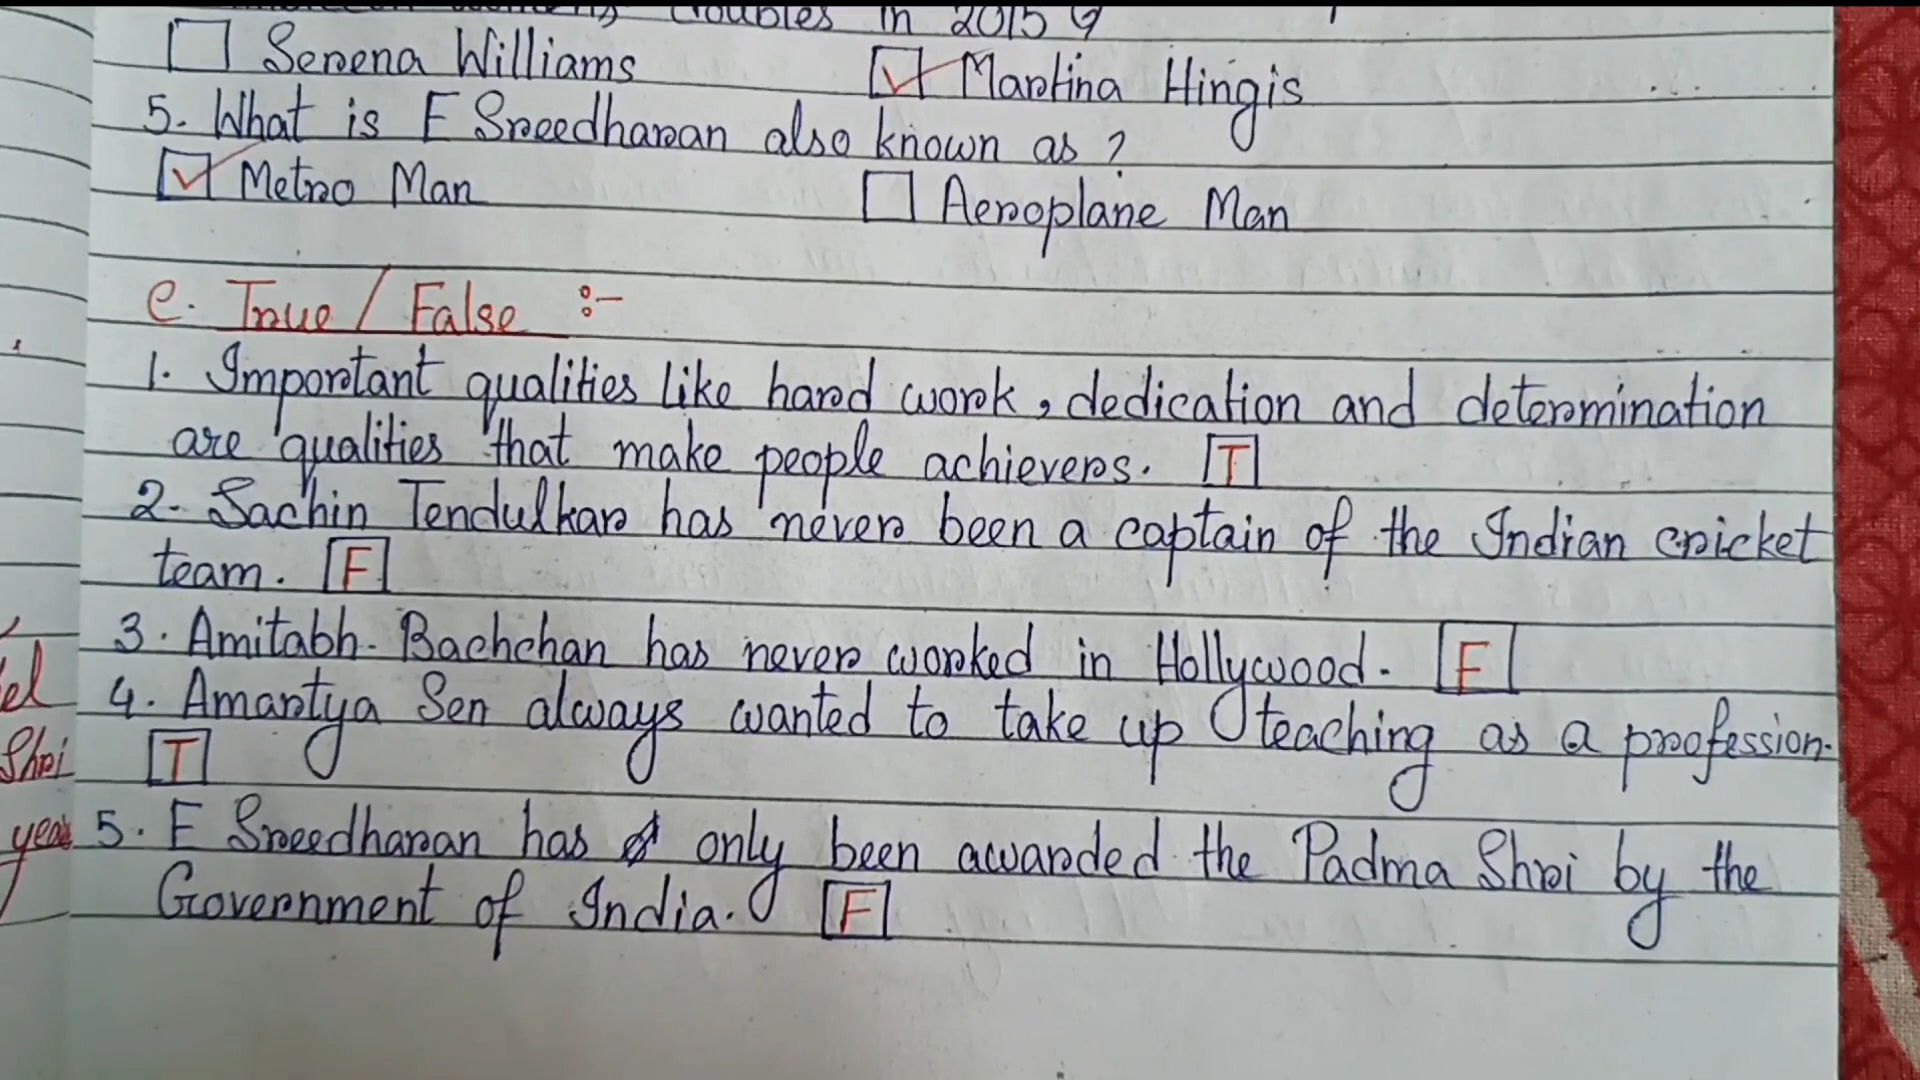 doubles in 2015 ?
Serena Williams
Martina Hingis
5. What is E Sreedharan also known as ?
Metro Man
Aeroplane Man
c. True / False :-
1. Important qualities like hard work, dedication and determination
are qualities that make people achievers. T
2. Sachin Tendulkar has never been a captain of the Indian cricket
team. F
3. Amitabh Bachchan has never worked in Hollywood. F
4. Amartya Sen always wanted to take up teaching as a profession.
T
5. E Sreedharan has only been awarded the Padma Shri by the
Government of India. F
Shri